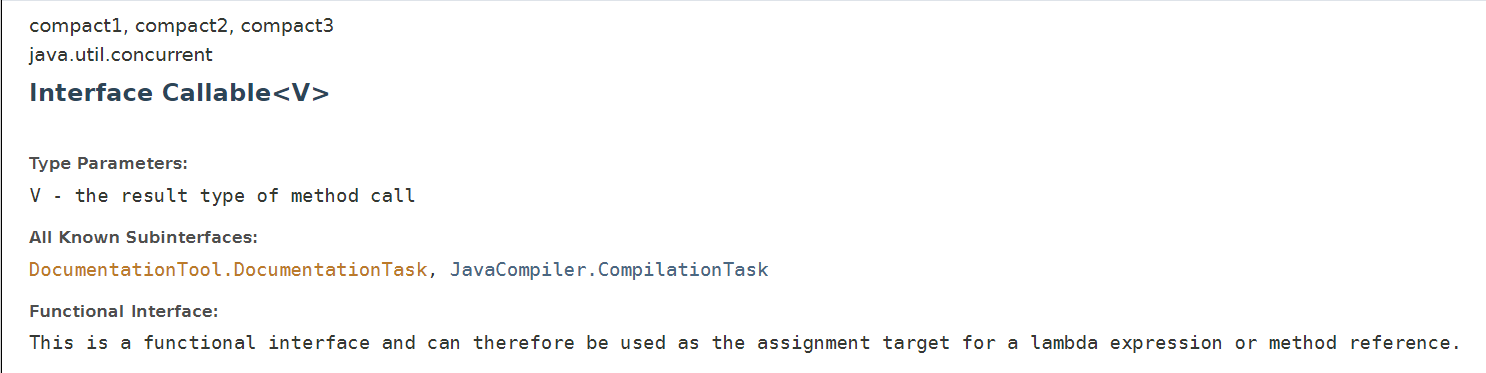 compact1, compact2, compact3
java.util.concurrent
Interface Callable<V>
Type Parameters:
V - the result type of method call
All Known Subinterfaces:
DocumentationTool.DocumentationTask, JavaCompiler.CompilationTask
Functional Interface:
This is a functional interface and can therefore be used as the assignment target for a lambda expression or method reference.